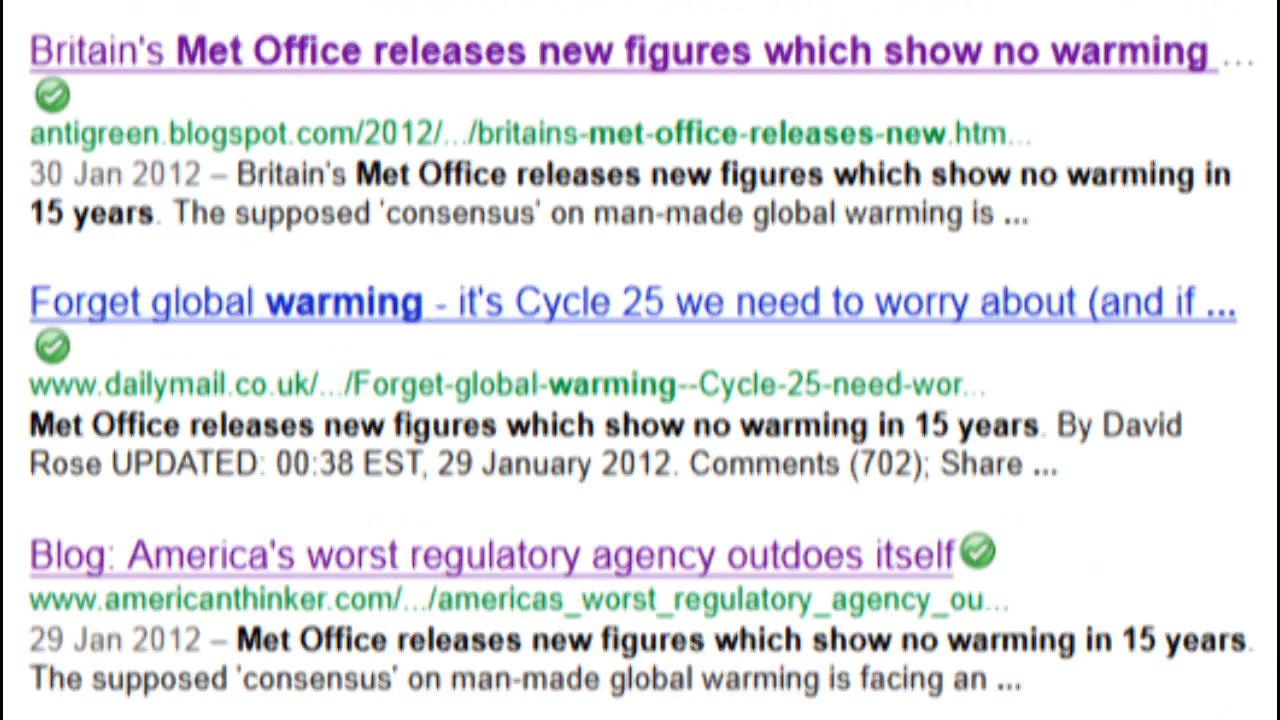 Britain's Met Office releases new figures which show no warming ...
antigreen.blogspot.com/2012/.../britains-met-office-releases-new.htm...
30 Jan 2012 – Britain's Met Office releases new figures which show no warming in
15 years. The supposed 'consensus' on man-made global warming is ...
Forget global warming - it's Cycle 25 we need to worry about (and if ...
www.dailymail.co.uk/.../Forget-global-warming--Cycle-25-need-wor...
Met Office releases new figures which show no warming in 15 years. By David
Rose UPDATED: 00:38 EST, 29 January 2012. Comments (702); Share ...
Blog: America's worst regulatory agency outdoes itself
www.americanthinker.com/.../americas_worst_regulatory_agency_ou...
29 Jan 2012 – Met Office releases new figures which show no warming in 15 years.
The supposed 'consensus' on man-made global warming is facing an ...